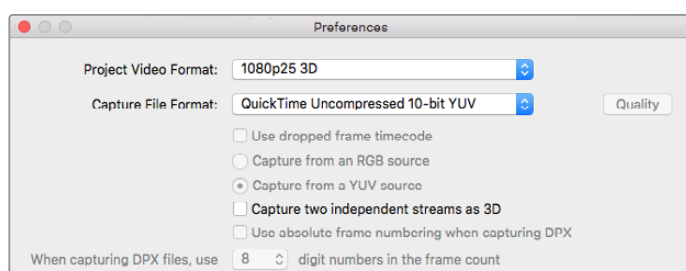 Preferences
Project Video Format: 1080p25 3D
Capture File Format: QuickTime Uncompressed 10-bit YUV Quality
Use dropped frame timecode
Capture from an RGB source
Capture from a YUV source
Capture two independent streams as 3D
Use absolute frame numbering when capturing DPX
When capturing DPX files, use 8 digit numbers in the frame count